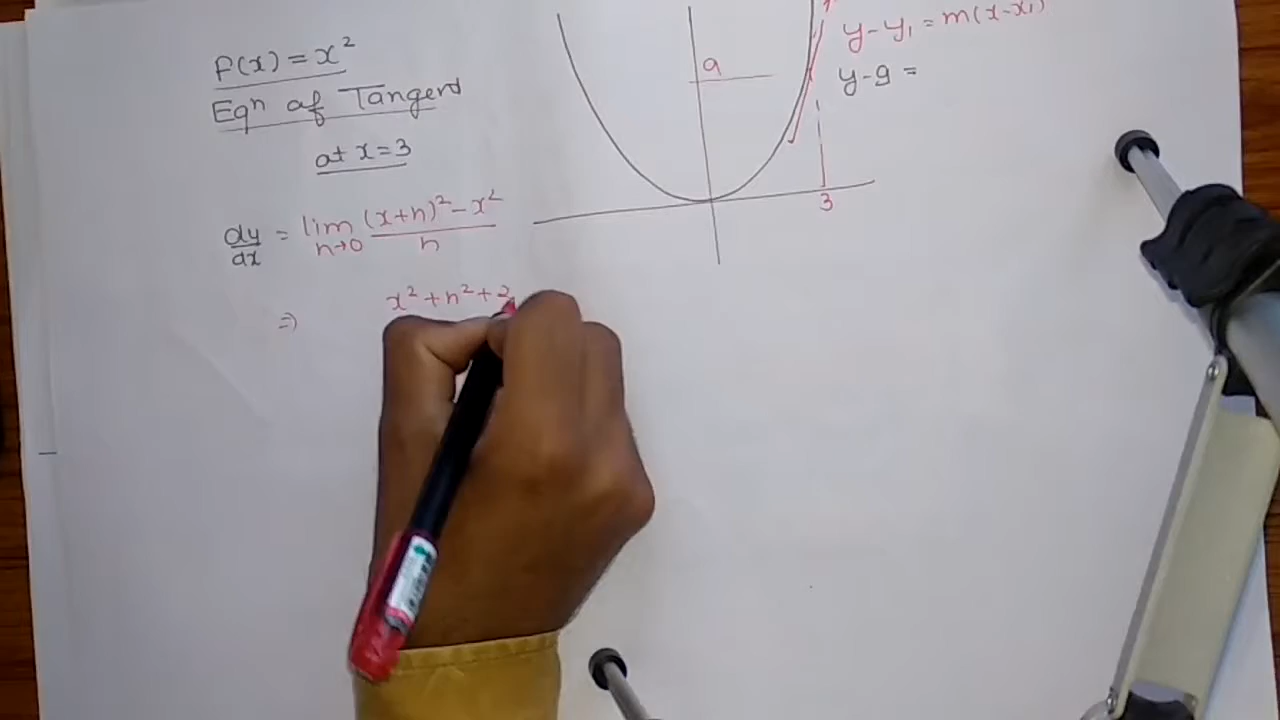 f(x) = x²
Eqn of Tangent
at x=3
dy/dx = lim h→0 (x+h)² - x² / h
⇒ x² + h² + 2
9
3
y - y₁ = m(x - x₁)
y - 9 =